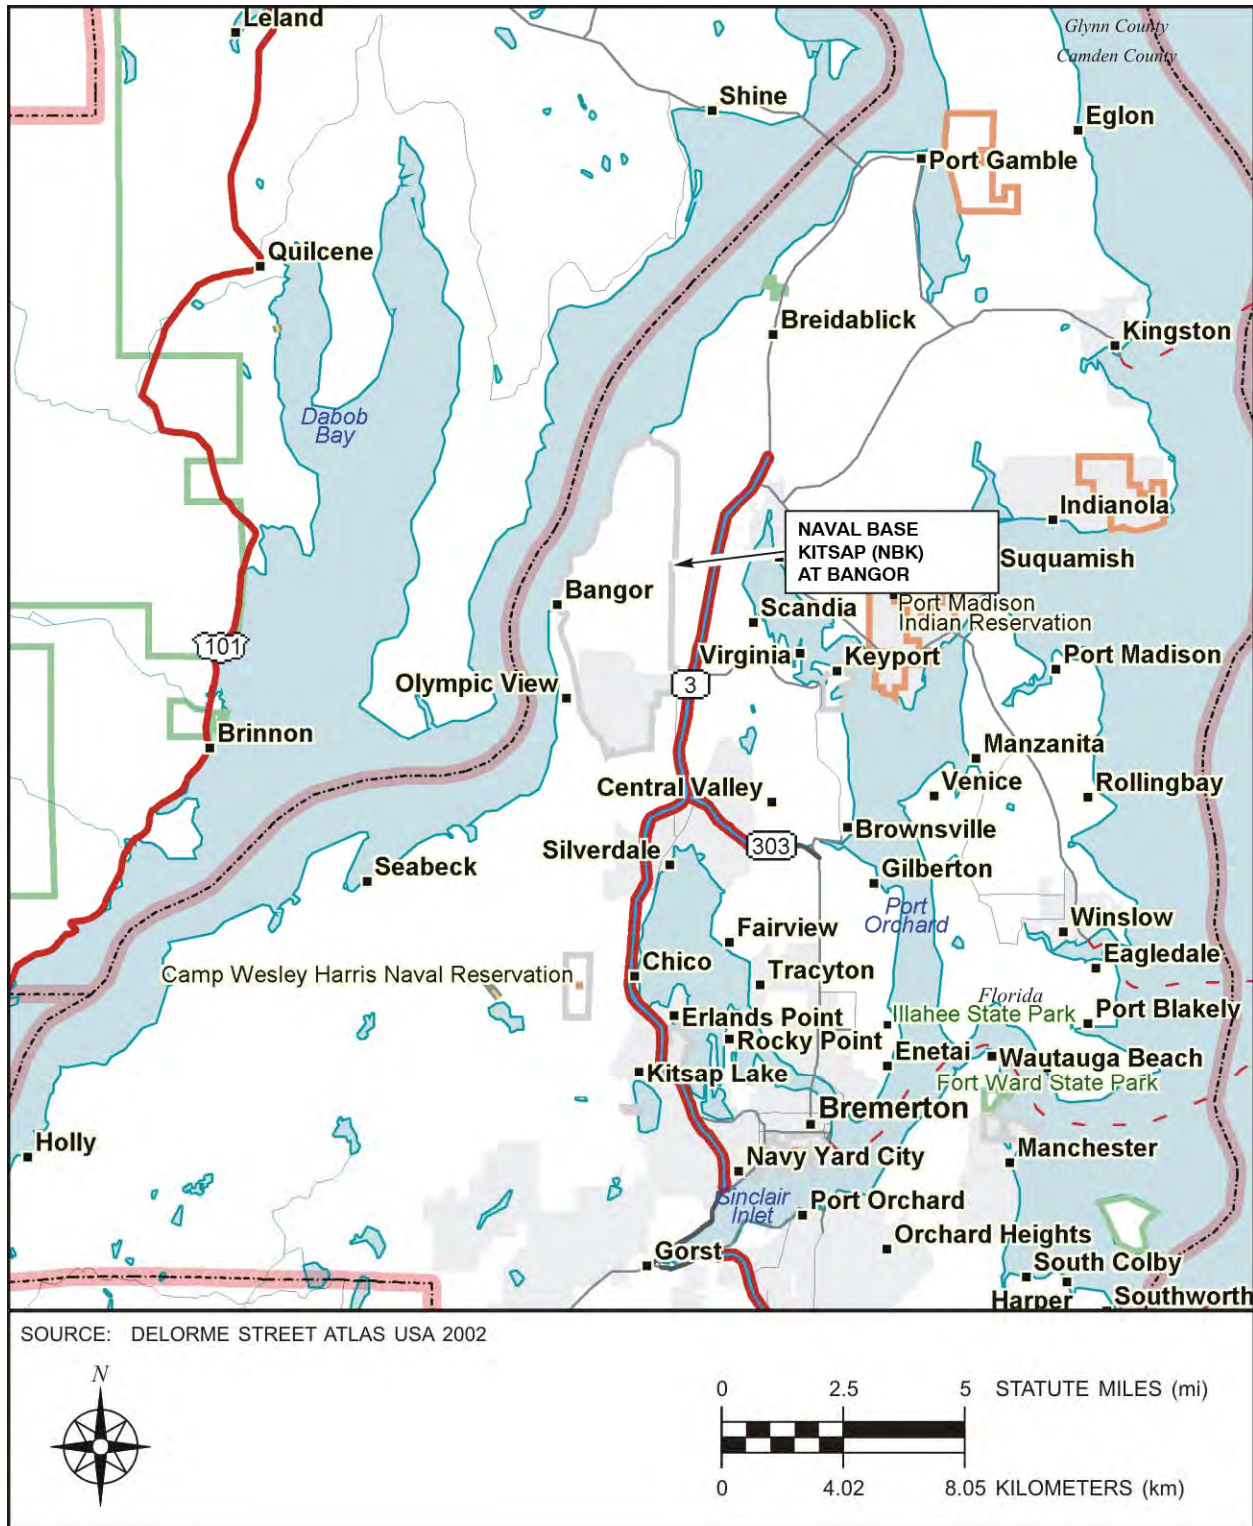 Leland
Glynn County
Camden County
Shine
Eglon
Port Gamble
Quilcene
Breidablick
Kingston
Dabob
Bay
Indianola
NAVAL BASE
KITSAP (NBK)
AT BANGOR
Suquamish
Bangor
Scandia
Port Madison
Indian Reservation
101
Virginia
Keyport
Port Madison
Olympic View
3
Brinnon
Manzanita
Central Valley
Venice
Rollingbay
Brownsville
303
Silverdale
Seabeck
Gilberton
Port
Orchard
Winslow
Fairview
Eagledale
Camp Wesley Harris Naval Reservation
Chico
Tracyton
Florida
Illahee State Park
Port Blakely
Erlands Point
Rocky Point
Enetai
Wautauga Beach
Kitsap Lake
Fort Ward State Park
Bremerton
Holly
Manchester
Navy Yard City
Sinclair
Inlet
Port Orchard
Orchard Heights
Gorst
South Colby
Harper
Southworth
SOURCE: DELORME STREET ATLAS USA 2002
N
0 2.5 5 STATUTE MILES (mi)
0 4.02 8.05 KILOMETERS (km)